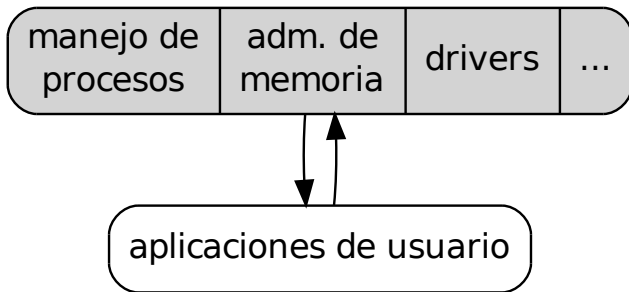 manejo de
procesos
adm. de
memoria
drivers
...
aplicaciones de usuario